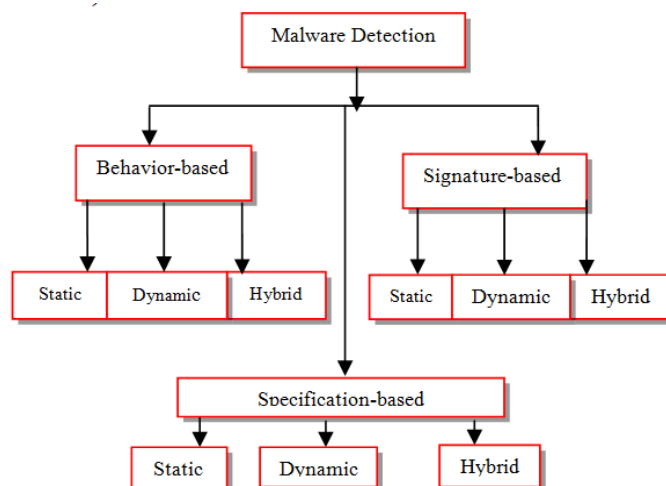 Malware Detection
Behavior-based
Signature-based
Static Dynamic Hybrid
Static Dynamic Hybrid
Specification-based
Static Dynamic Hybrid